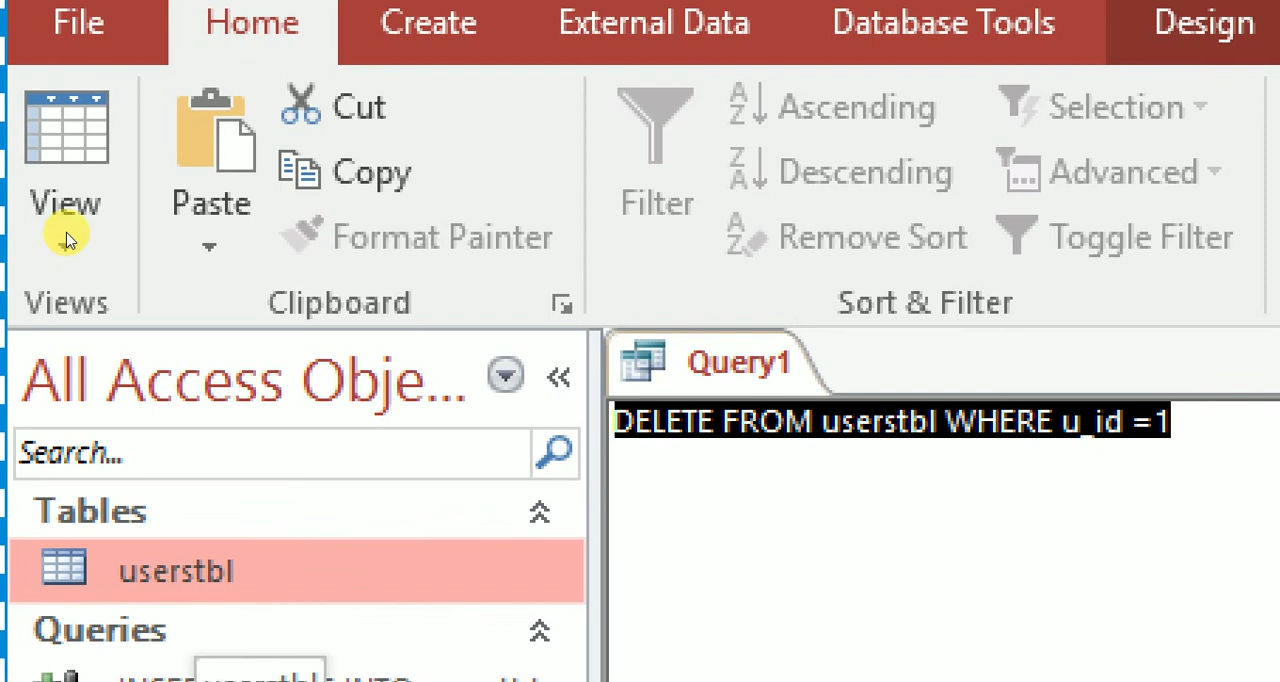 File Home Create External Data Database Tools Design
Cut
Ascending Selection
Copy
Descending Advanced
View Paste Filter
Format Painter
Remove Sort Toggle Filter
Views Clipboard Sort & Filter
All Access Obje...
Query1
DELETE FROM userstbl WHERE u_id =1
Search...
Tables
userstbl
Queries
userstbl